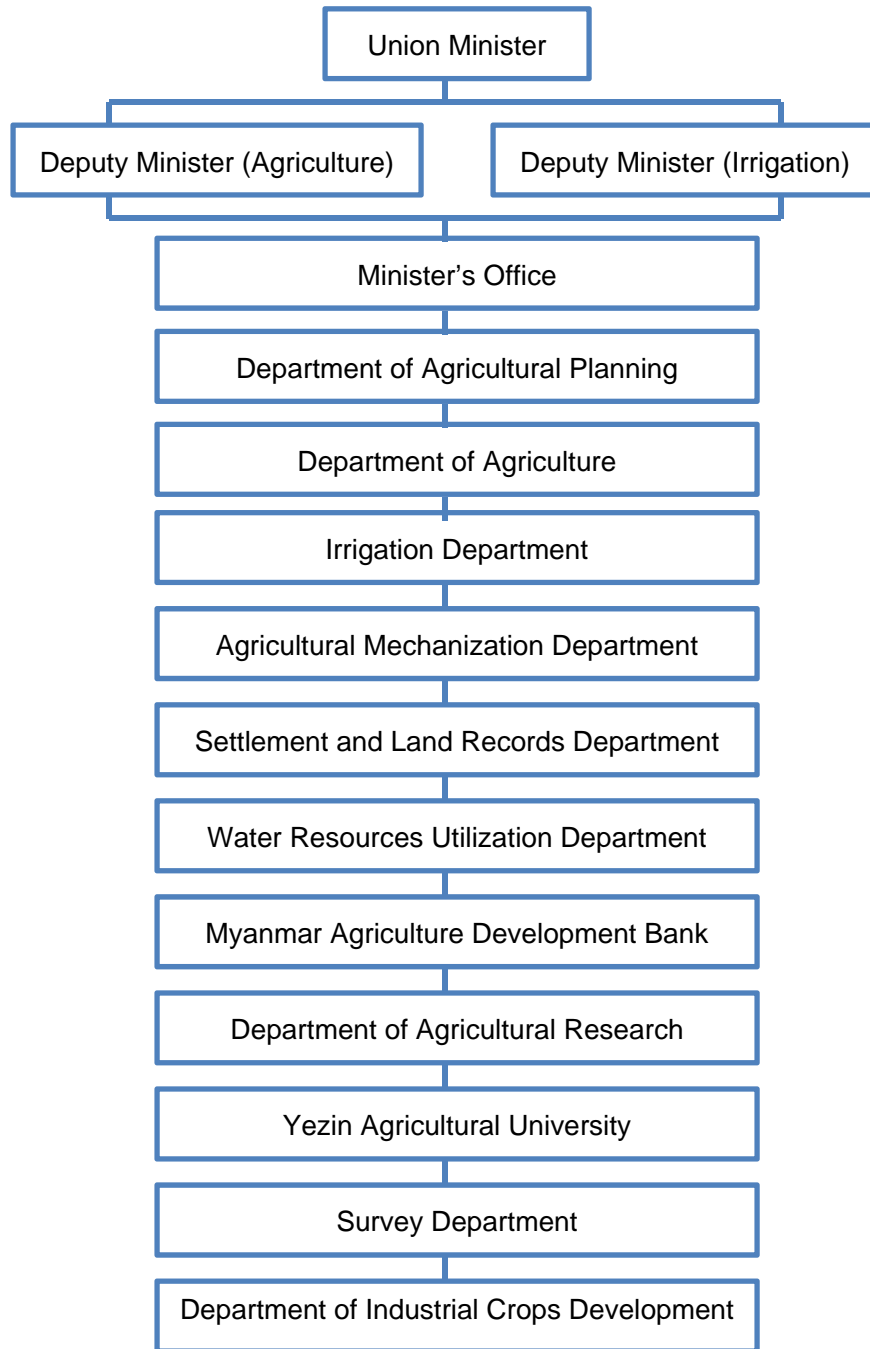 Union Minister
Deputy Minister (Agriculture)
Deputy Minister (Irrigation)
Minister’s Office
Department of Agricultural Planning
Department of Agriculture
Irrigation Department
Agricultural Mechanization Department
Settlement and Land Records Department
Water Resources Utilization Department
Myanmar Agriculture Development Bank
Department of Agricultural Research
Yezin Agricultural University
Survey Department
Department of Industrial Crops Development